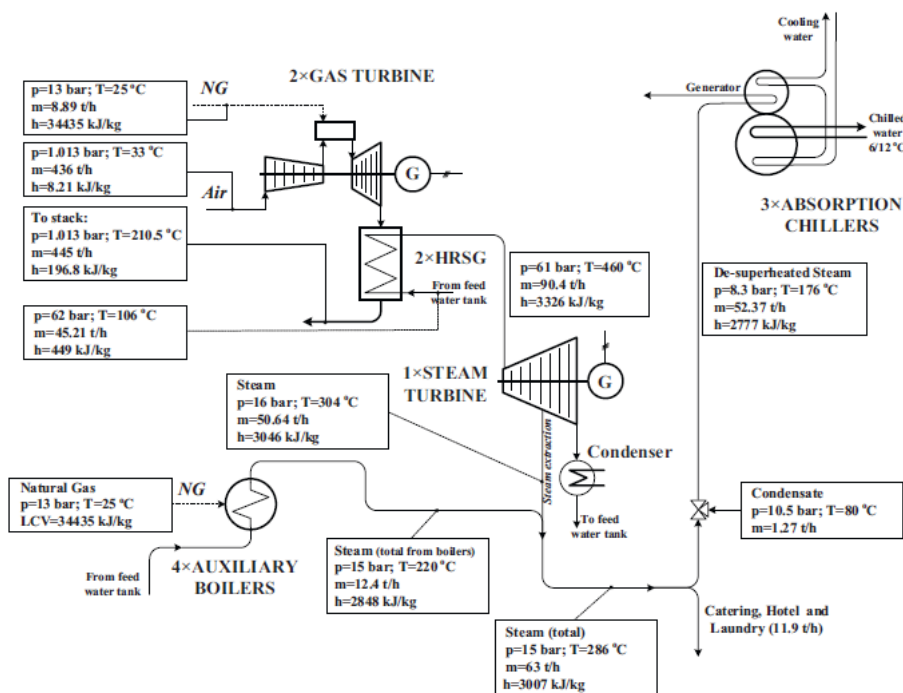 Cooling
water
2×GAS TURBINE
NG
p=13 bar; T=25 °C
m=8.89 t/h
h=34435 kJ/kg
Generator
Chilled
water
6/12°C
p=1.013 bar; T=33 °C
m=436 t/h
h=8.21 kJ/kg
Air
G
3×ABSORPTION
CHILLERS
To stack:
p=1.013 bar; T=210.5 °C
m=445 t/h
h=196.8 kJ/kg
2×HRSG
From feed
water tank
p=61 bar; T=460 °C
m=90.4 t/h
h=3326 kJ/kg
De-superheated Steam
p=8.3 bar; T=176 °C
m=52.37 t/h
h=2777 kJ/kg
p=62 bar; T=106 °C
m=45.21 t/h
h=449 kJ/kg
1×STEAM
TURBINE
G
Steam
p=16 bar; T=304 °C
m=50.64 t/h
h=3046 kJ/kg
Steam extraction
Condenser
To feed
water tank
Natural Gas
p=13 bar; T=25 °C
LCV=34435 kJ/kg
NG
Condensate
p=10.5 bar; T=80 °C
m=1.27 t/h
From feed
water tank
4×AUXILIARY
BOILERS
Steam (total from boilers)
p=15 bar; T=220 °C
m=12.4 t/h
h=2848 kJ/kg
Catering, Hotel and
Laundry (11.9 t/h)
Steam (total)
p=15 bar; T=286 °C
m=63 t/h
h=3007 kJ/kg